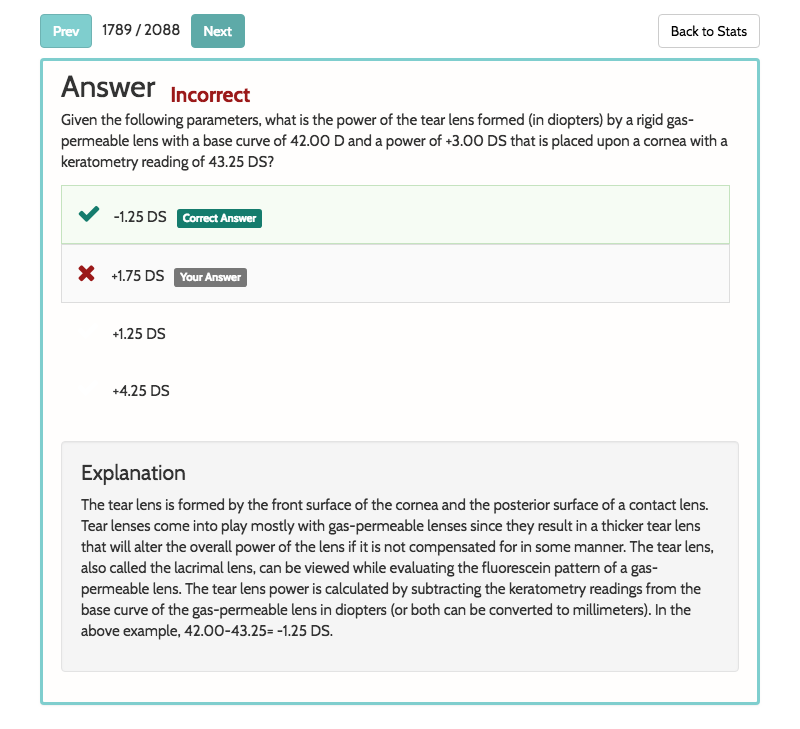 Prev 1789 / 2088 Next Back to Stats
Answer Incorrect
Given the following parameters, what is the power of the tear lens formed (in diopters) by a rigid gas-
permeable lens with a base curve of 42.00 D and a power of +3.00 DS that is placed upon a cornea with a
keratometry reading of 43.25 DS?
-1.25 DS Correct Answer
+1.75 DS Your Answer
+1.25 DS
+4.25 DS
Explanation
The tear lens is formed by the front surface of the cornea and the posterior surface of a contact lens.
Tear lenses come into play mostly with gas-permeable lenses since they result in a thicker tear lens
that will alter the overall power of the lens if it is not compensated for in some manner. The tear lens,
also called the lacrimal lens, can be viewed while evaluating the fluorescein pattern of a gas-
permeable lens. The tear lens power is calculated by subtracting the keratometry readings from the
base curve of the gas-permeable lens in diopters (or both can be converted to millimeters). In the
above example, 42.00-43.25= -1.25 DS.